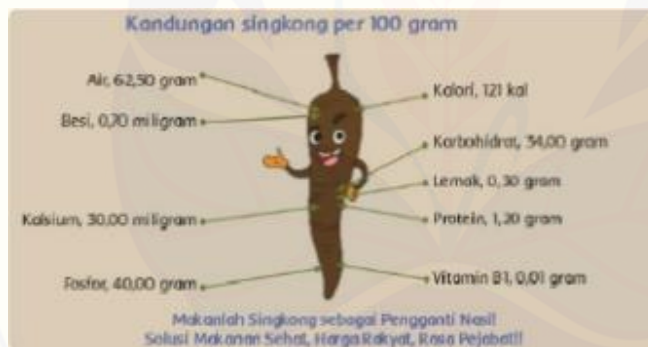 Kandungan singkong per 100 gram
Air, 62,50 gram
Besi, 0,70 miligram
Kalsium, 30,00 miligram
Fosfor, 40,00 gram
Kalori, 121 kal
Karbohidrat, 34,00 gram
Lemak, 0,30 gram
Protein, 1,20 gram
Vitamin B1, 0,01 gram
Makanlah Singkong sebagai Pengganti Nasi!
Solusi Makanan Sehat, Harga Rakyat, Rasa Pejabat!!